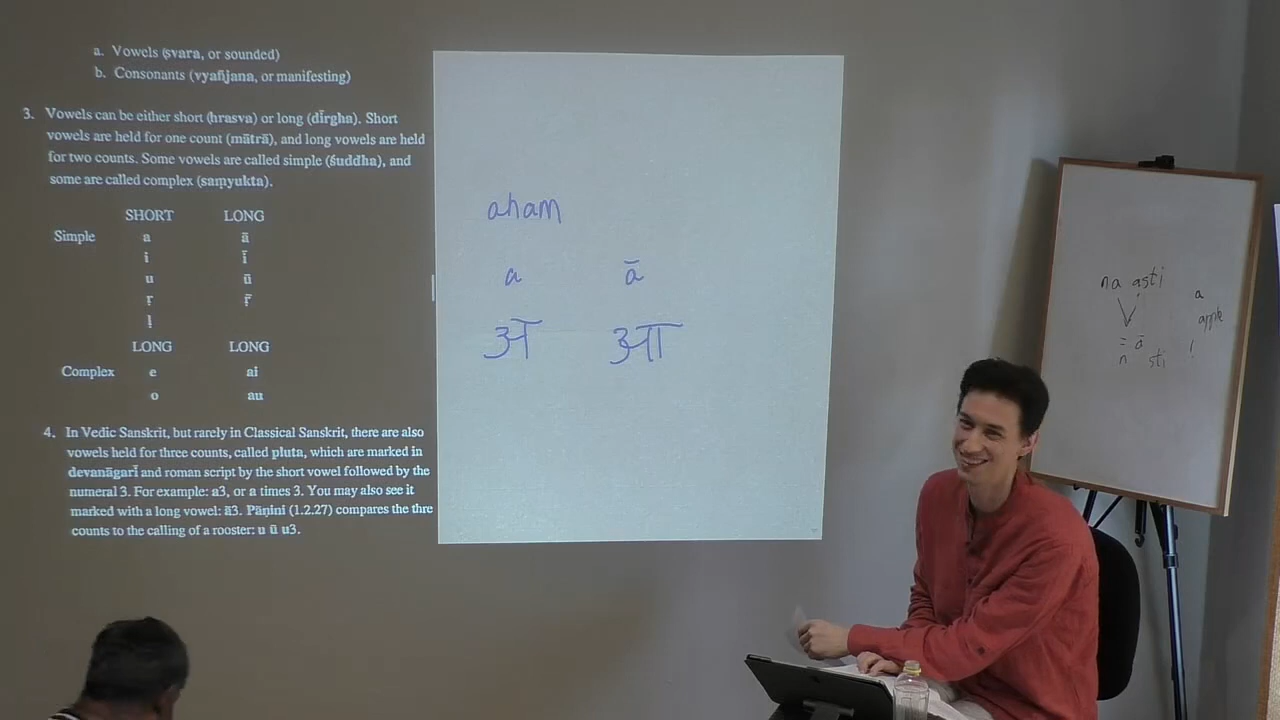 a. Vowels (svara, or sounded)
b. Consonants (vyañjana, or manifesting)
3. Vowels can be either short (hrasva) or long (dīrgha). Short
vowels are held for one count (mātrā), and long vowels are held
for two counts. Some vowels are called simple (śuddha), and
some are called complex (saṃyukta).
SHORT LONG
Simple a ā
i ī
u ū
ṛ ṝ
ḷ
LONG LONG
Complex e ai
o au
4. In Vedic Sanskrit, but rarely in Classical Sanskrit, there are also
vowels held for three counts, called pluta, which are marked in
devanāgarī and roman script by the short vowel followed by the
numeral 3. For example: a3, or a times 3. You may also see it
marked with a long vowel: ā3. Pāṇini (1.2.27) compares the thre
counts to the calling of a rooster: u ū u3.
aham
a ā
अ आ
na asti
= ā
n sti
a
apple
!